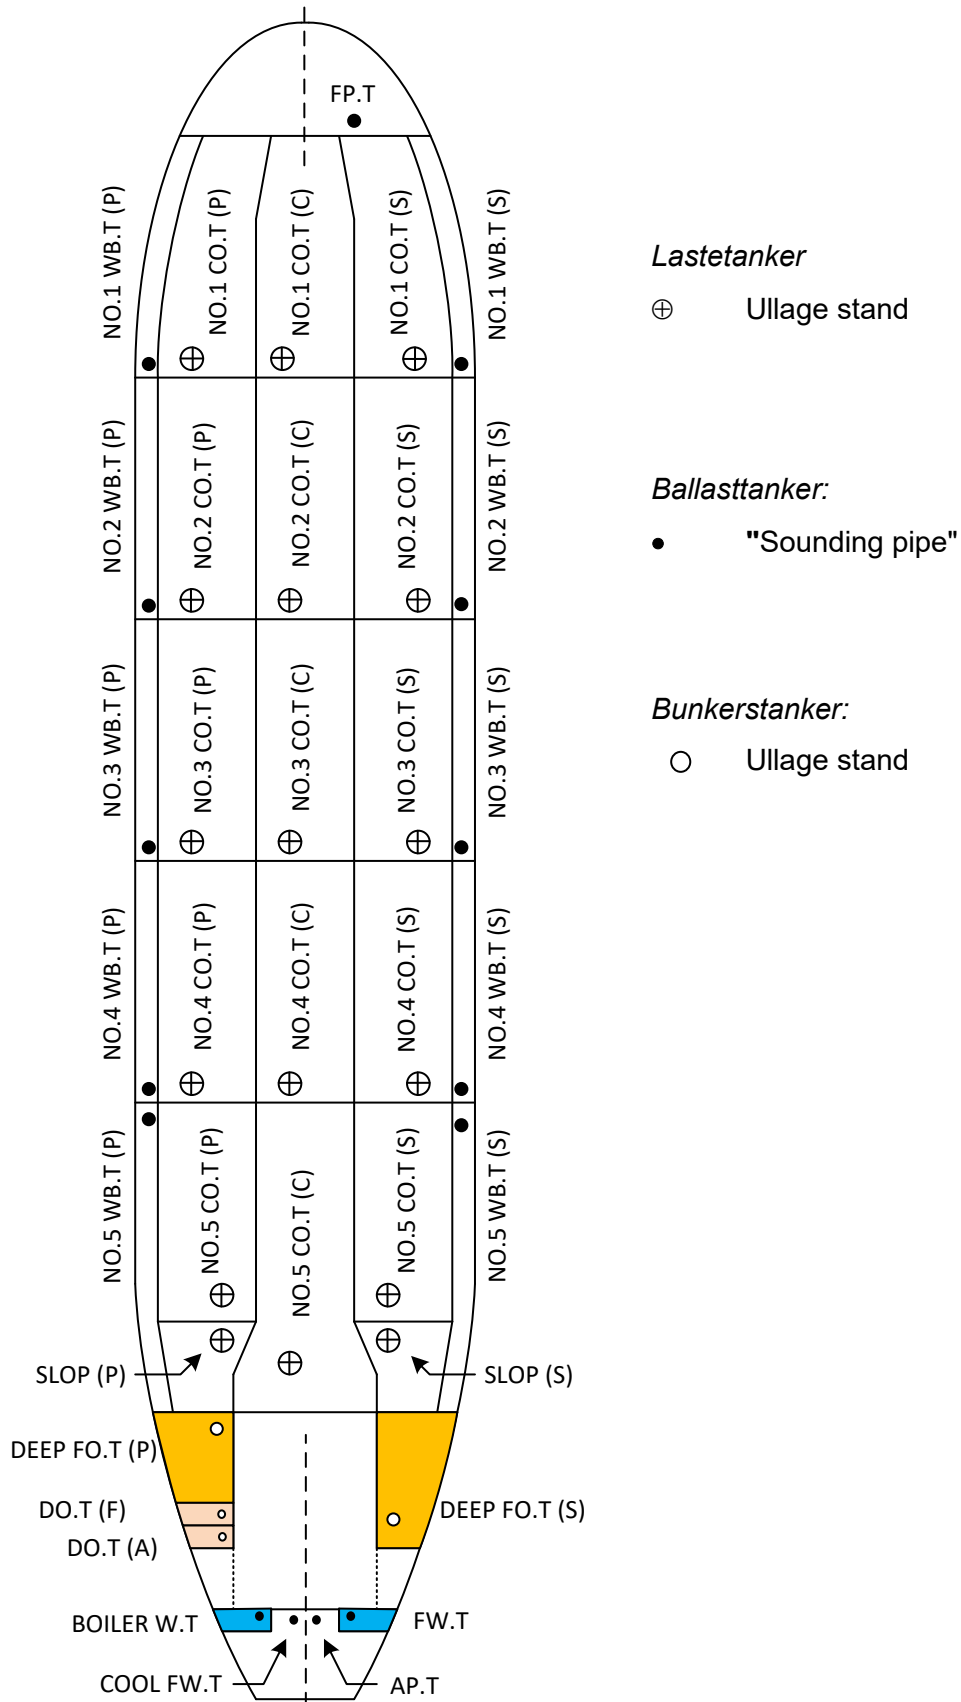 FP.T
NO.1 WB.T (P)
NO.1 CO.T (P)
NO.1 CO.T (C)
NO.1 CO.T (S)
NO.1 WB.T (S)
NO.2 WB.T (P)
NO.2 CO.T (P)
NO.2 CO.T (C)
NO.2 CO.T (S)
NO.2 WB.T (S)
NO.3 WB.T (P)
NO.3 CO.T (P)
NO.3 CO.T (C)
NO.3 CO.T (S)
NO.3 WB.T (S)
NO.4 WB.T (P)
NO.4 CO.T (P)
NO.4 CO.T (C)
NO.4 CO.T (S)
NO.4 WB.T (S)
NO.5 WB.T (P)
NO.5 CO.T (P)
NO.5 CO.T (C)
NO.5 CO.T (S)
NO.5 WB.T (S)
SLOP (P)
SLOP (S)
DEEP FO.T (P)
DO.T (F)
DEEP FO.T (S)
DO.T (A)
BOILER W.T
FW.T
COOL FW.T
AP.T
Lastetanker
Ullage stand
Ballasttanker:
"Sounding pipe"
Bunkerstanker:
Ullage stand